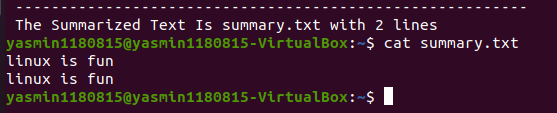 ---------------------------------------------------------------
The Summarized Text Is summary.txt with 2 lines
yasmin1180815@yasmin1180815-VirtualBox:~$ cat summary.txt
linux is fun
linux is fun
yasmin1180815@yasmin1180815-VirtualBox:~$